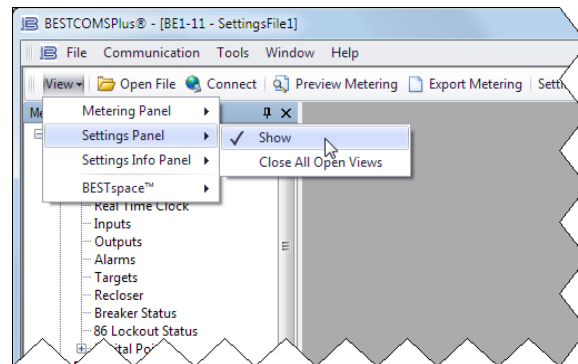 BESTCOMSPlus® - [BE1-11 - SettingsFile1]
File Communication Tools Window Help
View Open File Connect Preview Metering Export Metering
Metering Panel
Settings Panel
Show
Settings Info Panel
Close All Open Views
BESTspace™
Real Time Clock
Inputs
Outputs
Alarms
Targets
Recloser
Breaker Status
86 Lockout Status